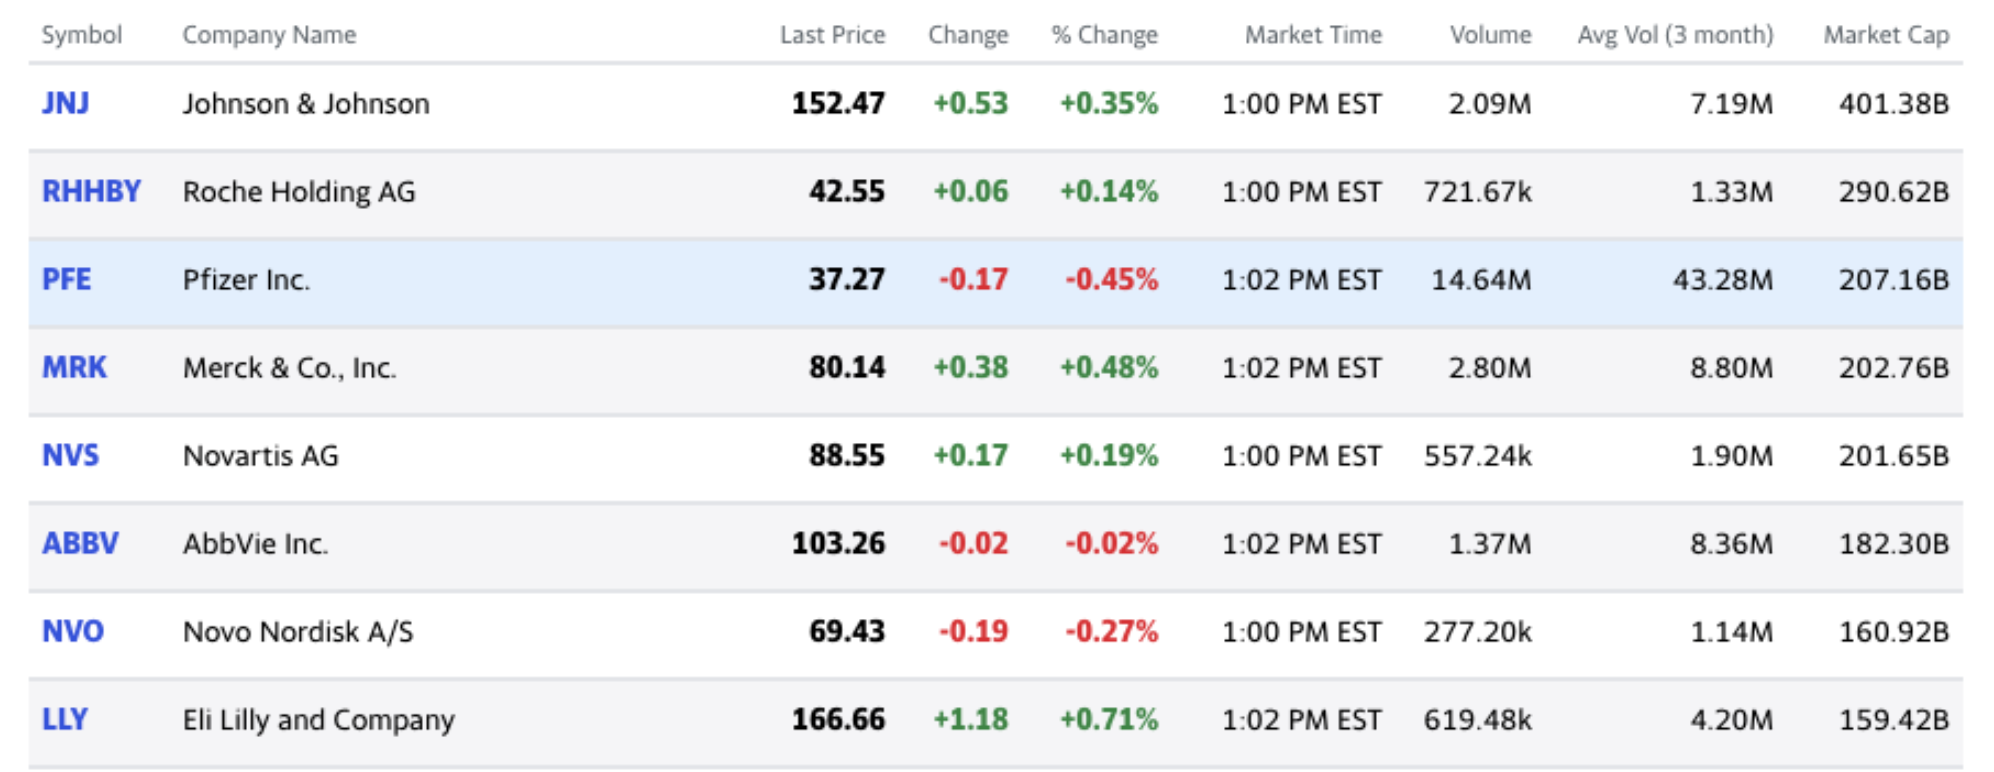 Symbol Company Name Last Price Change % Change Market Time Volume Avg Vol (3 month) Market Cap
JNJ Johnson & Johnson 152.47 +0.53 +0.35% 1:00 PM EST 2.09M 7.19M 401.38B
RHHBY Roche Holding AG 42.55 +0.06 +0.14% 1:00 PM EST 721.67k 1.33M 290.62B
PFE Pfizer Inc. 37.27 -0.17 -0.45% 1:02 PM EST 14.64M 43.28M 207.16B
MRK Merck & Co., Inc. 80.14 +0.38 +0.48% 1:02 PM EST 2.80M 8.80M 202.76B
NVS Novartis AG 88.55 +0.17 +0.19% 1:00 PM EST 557.24k 1.90M 201.65B
ABBV AbbVie Inc. 103.26 -0.02 -0.02% 1:02 PM EST 1.37M 8.36M 182.30B
NVO Novo Nordisk A/S 69.43 -0.19 -0.27% 1:00 PM EST 277.20k 1.14M 160.92B
LLY Eli Lilly and Company 166.66 +1.18 +0.71% 1:02 PM EST 619.48k 4.20M 159.42B